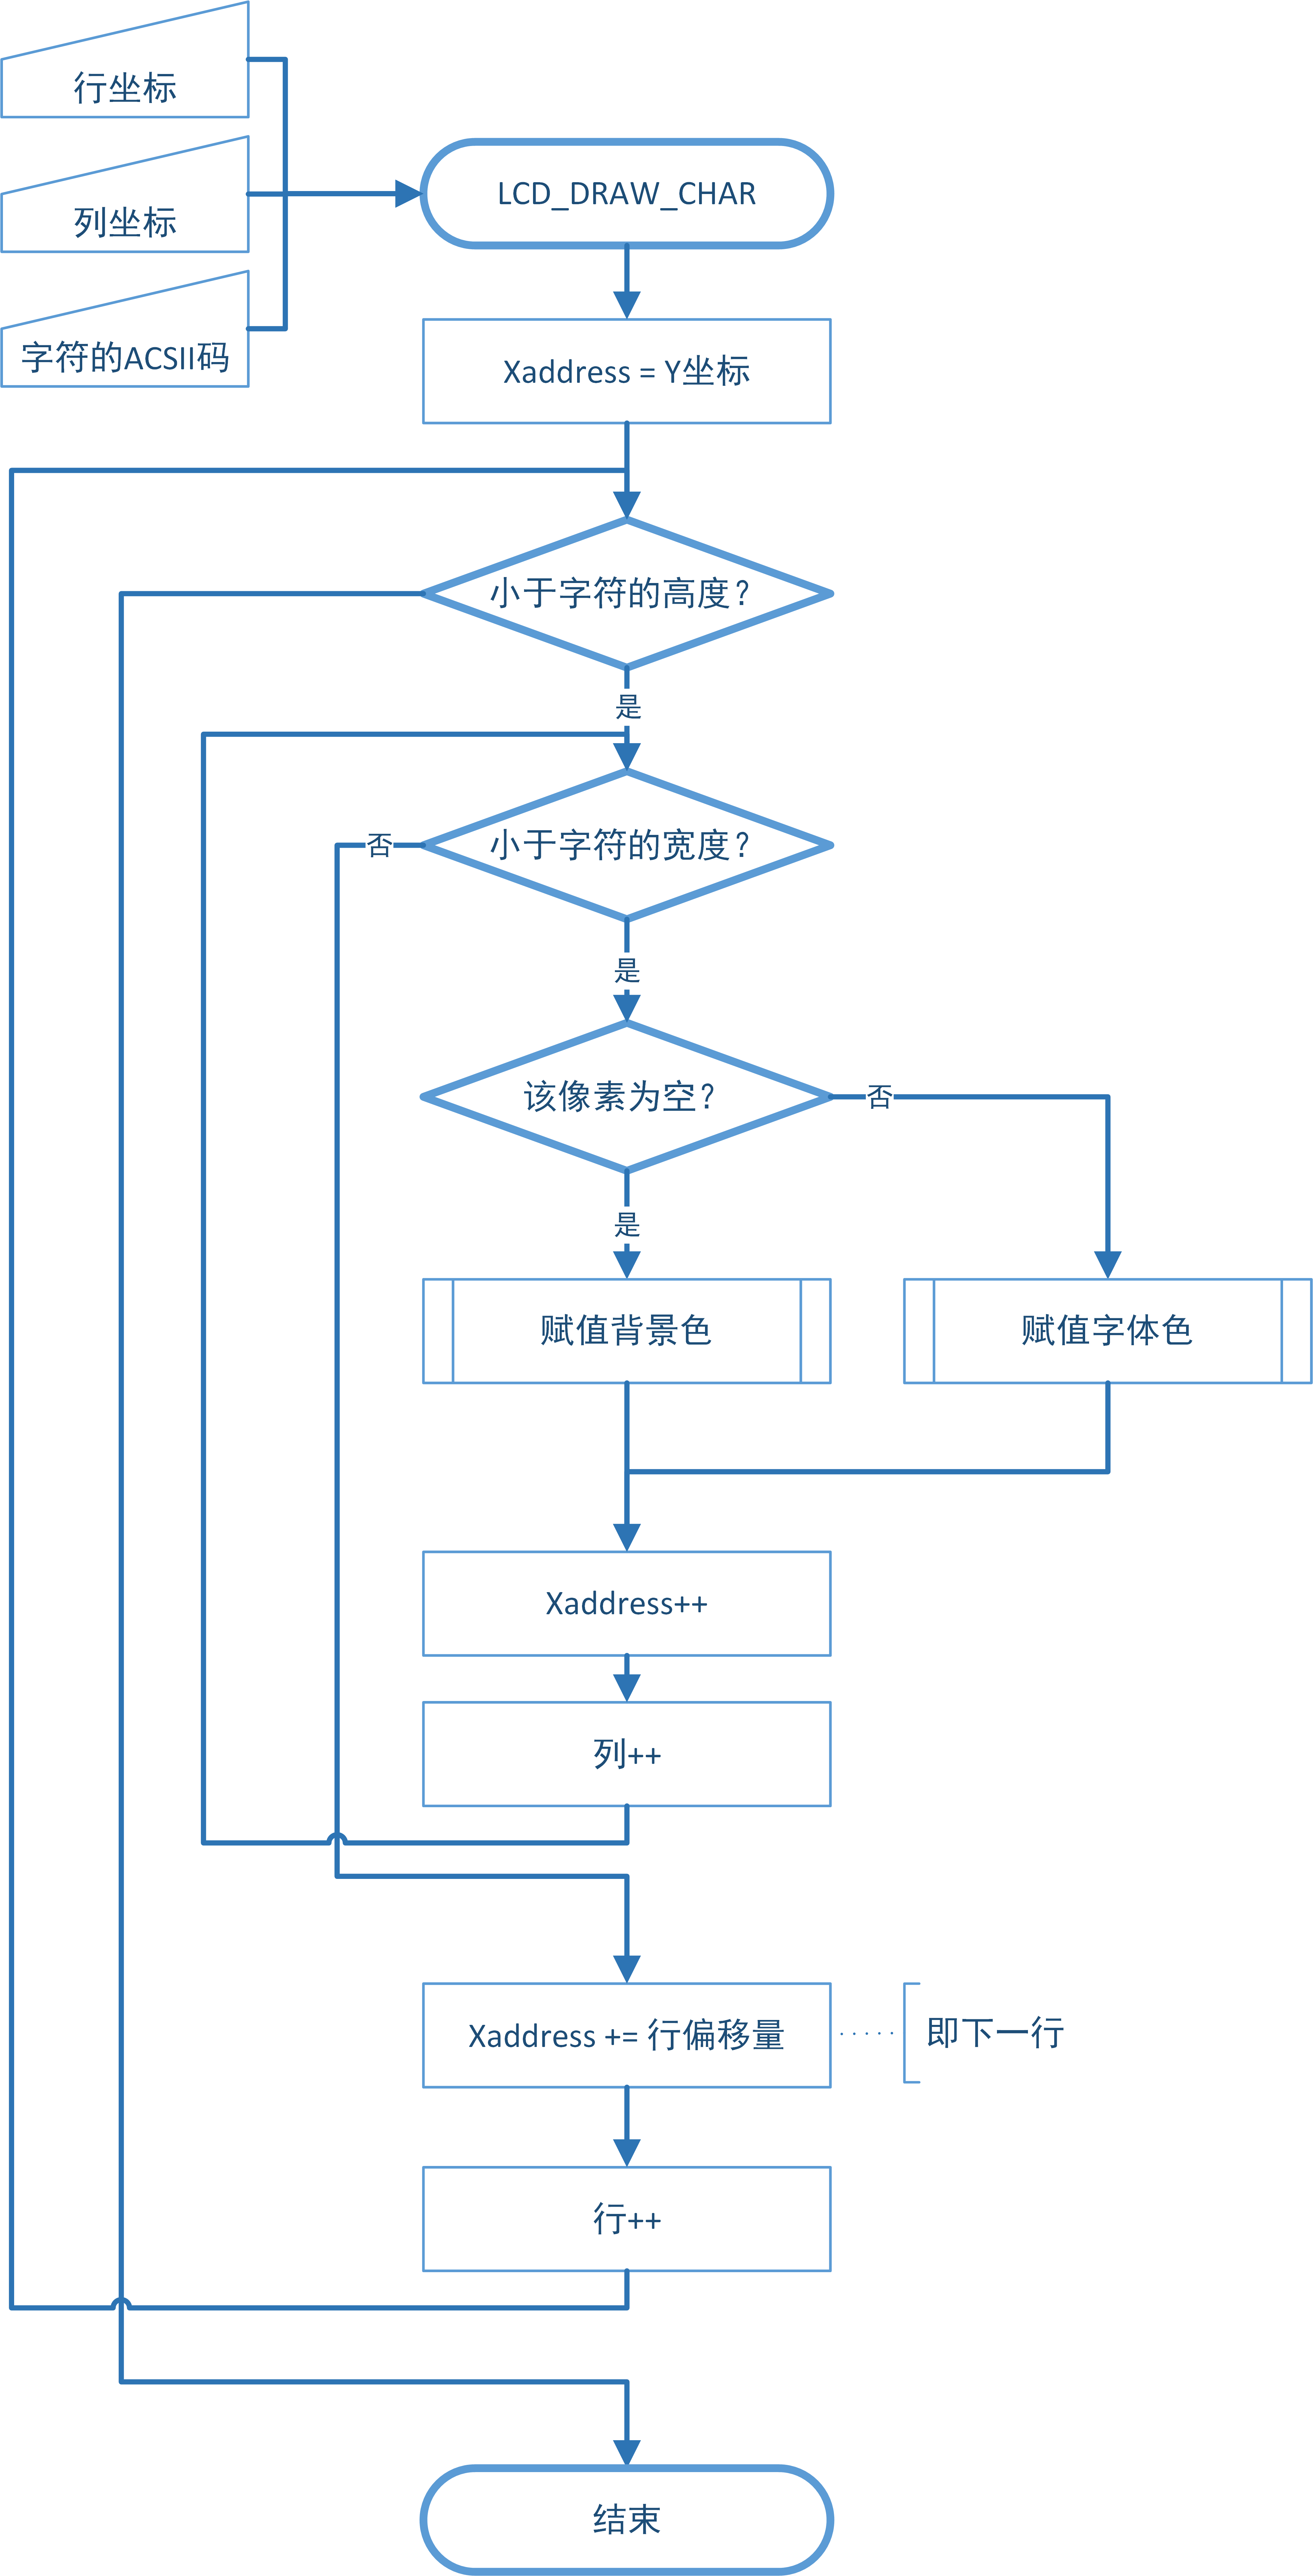 行坐标
列坐标
字符的ACSII码
LCD_DRAW_CHAR
Xaddress = Y坐标
小于字符的高度?
是
小于字符的宽度?
否
是
该像素为空?
否
是
赋值背景色
赋值字体色
Xaddress++
列++
Xaddress += 行偏移量
即下一行
行++
结束